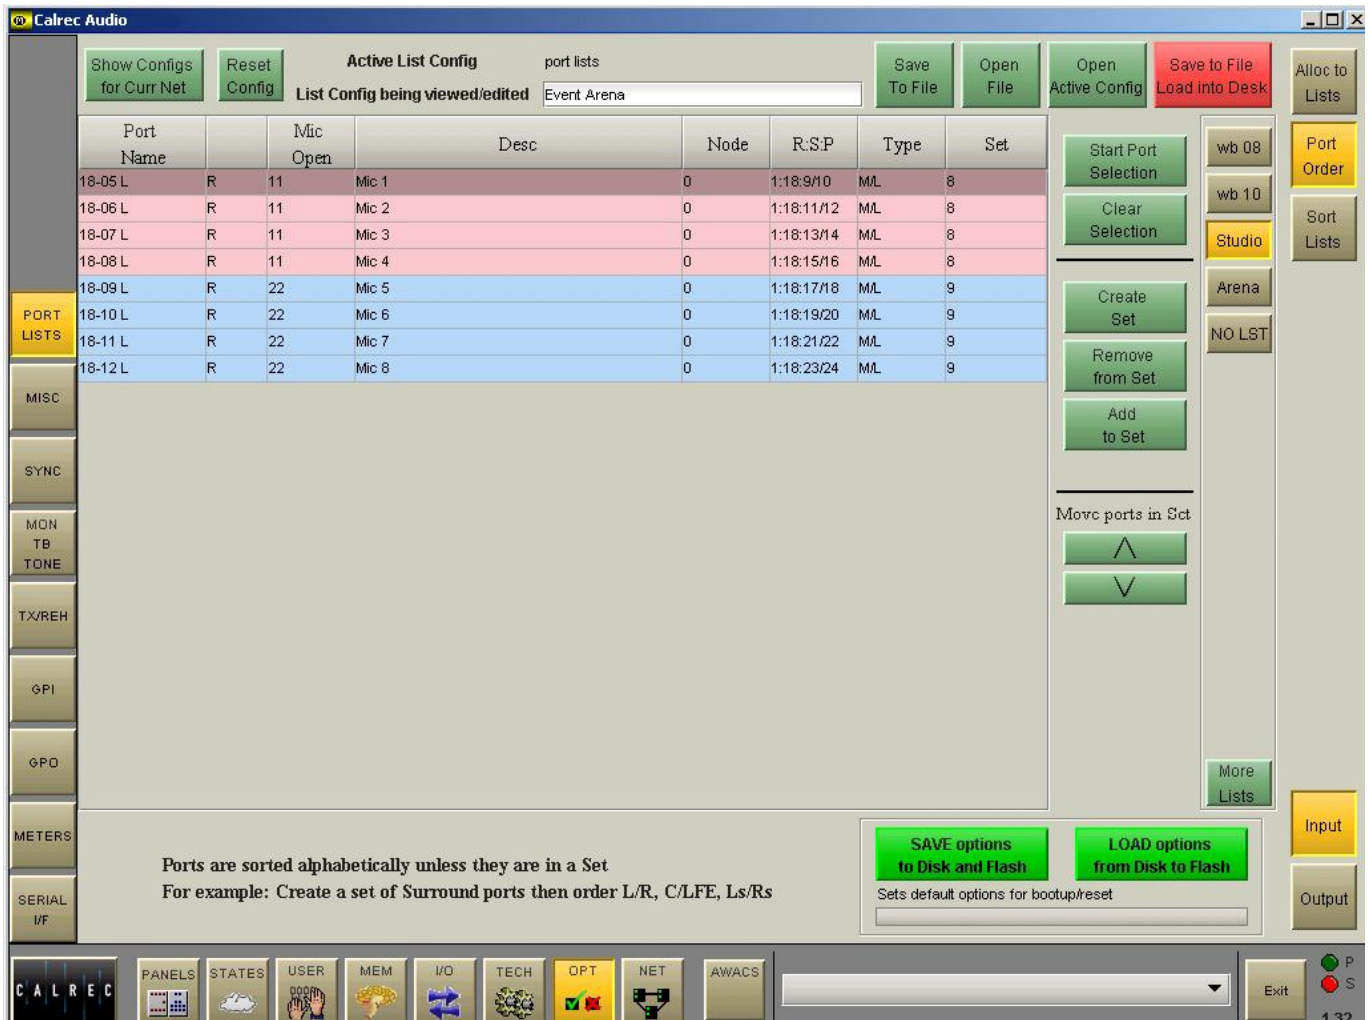 Calrec Audio
Show Configs
for Curr Net
Reset
Config
Active List Config
port lists
List Config being viewed/edited
Event Arena
Save
To File
Open
File
Open
Active Config
Save to File
Load into Desk
Alloc to
Lists
Port
Order
Sort
Lists
Port
Name
Mic
Open
Desc
Node
R:S:P
Type
Set
18-05 L R 11 Mic 1 0 1:18:9/10 M/L 8
18-06 L R 11 Mic 2 0 1:18:11/12 M/L 8
18-07 L R 11 Mic 3 0 1:18:13/14 M/L 8
18-08 L R 11 Mic 4 0 1:18:15/16 M/L 8
18-09 L R 22 Mic 5 0 1:18:17/18 M/L 9
18-10 L R 22 Mic 6 0 1:18:19/20 M/L 9
18-11 L R 22 Mic 7 0 1:18:21/22 M/L 9
18-12 L R 22 Mic 8 0 1:18:23/24 M/L 9
Start Port
Selection
Clear
Selection
Create
Set
Remove
from Set
Add
to Set
Move ports in Set
wb 08
wb 10
Studio
Arena
NO LST
More
Lists
PORT
LISTS
MISC
SYNC
MON
TB
TONE
TX/REH
GPI
GPO
METERS
SERIAL
I/F
Input
Output
Ports are sorted alphabetically unless they are in a Set
For example: Create a set of Surround ports then order L/R, C/LFE, Ls/Rs
SAVE options
to Disk and Flash
LOAD options
from Disk to Flash
Sets default options for bootup/reset
CALREC
PANELS
STATES
USER
MEM
I/O
TECH
OPT
NET
AWACS
Exit
P
S
1.32